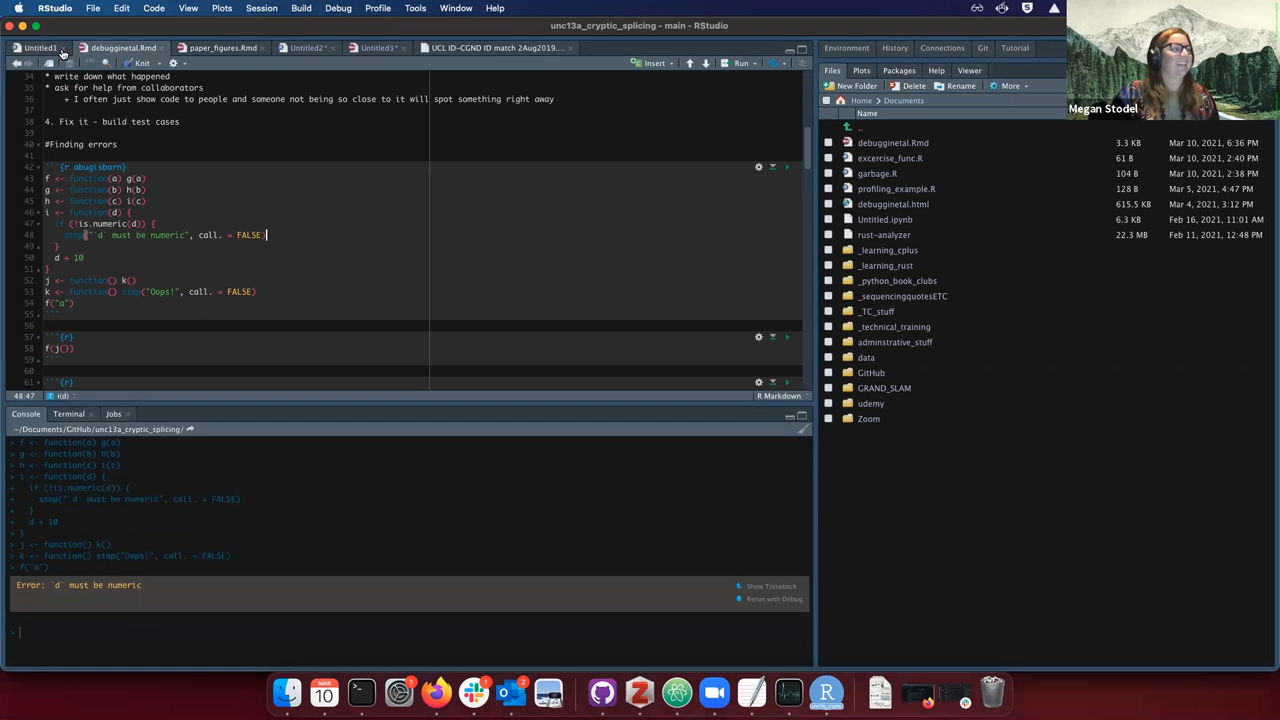 RStudio File Edit Code View Plots Session Build Debug Profile Tools Window Help
unc13a_cryptic_splicing - main - RStudio
Untitled1 debugginetal.Rmd paper_figures.Rmd Untitled2* Untitled3* UCL ID-CGND ID match 2Aug2019....
Knit Insert Run
34 * write down what happened
35 * ask for help from collaborators
36 + I often just show code to people and someone not being so close to it will spot something right away
37
38 4. Fix it - build test cases
39
40 #Finding errors
41
42 ```{r abugisborn}
43 f <- function(a) g(a)
44 g <- function(b) h(b)
45 h <- function(c) i(c)
46 i <- function(d) {
47 if (!is.numeric(d)) {
48 stop("`d` must be numeric", call. = FALSE)
49 }
50 d + 10
51 }
52 j <- function() k()
53 k <- function() stop("Oops!", call. = FALSE)
54 f("a")
55 ```
56
57 ```{r}
58 f(j())
59 ```
60
61 ```{r}
48:47 i(d) R Markdown
Console Terminal Jobs
~/Documents/GitHub/unc13a_cryptic_splicing/
> f <- function(a) g(a)
> g <- function(b) h(b)
> h <- function(c) i(c)
> i <- function(d) {
+ if (!is.numeric(d)) {
+ stop("`d` must be numeric", call. = FALSE)
+ }
+ d + 10
+ }
> j <- function() k()
> k <- function() stop("Oops!", call. = FALSE)
> f("a")
Error: `d` must be numeric
Show Traceback
Rerun with Debug
>
Environment History Connections Git Tutorial
Files Plots Packages Help Viewer
New Folder Delete Rename More
Home Documents
Name
..
debugginetal.Rmd 3.3 KB Mar 10, 2021, 6:36 PM
excercise_func.R 61 B Mar 10, 2021, 2:40 PM
garbage.R 104 B Mar 10, 2021, 2:38 PM
profiling_example.R 128 B Mar 5, 2021, 4:47 PM
debugginetal.html 615.5 KB Mar 4, 2021, 3:12 PM
Untitled.ipynb 6.3 KB Feb 16, 2021, 11:01 AM
rust-analyzer 22.3 MB Feb 11, 2021, 12:48 PM
_learning_cplus
_learning_rust
_python_book_clubs
_sequencingquotesETC
_TC_stuff
_technical_training
adminstrative_stuff
data
GitHub
GRAND_SLAM
udemy
Zoom
Megan Stodel
MAR
10
1
1
2